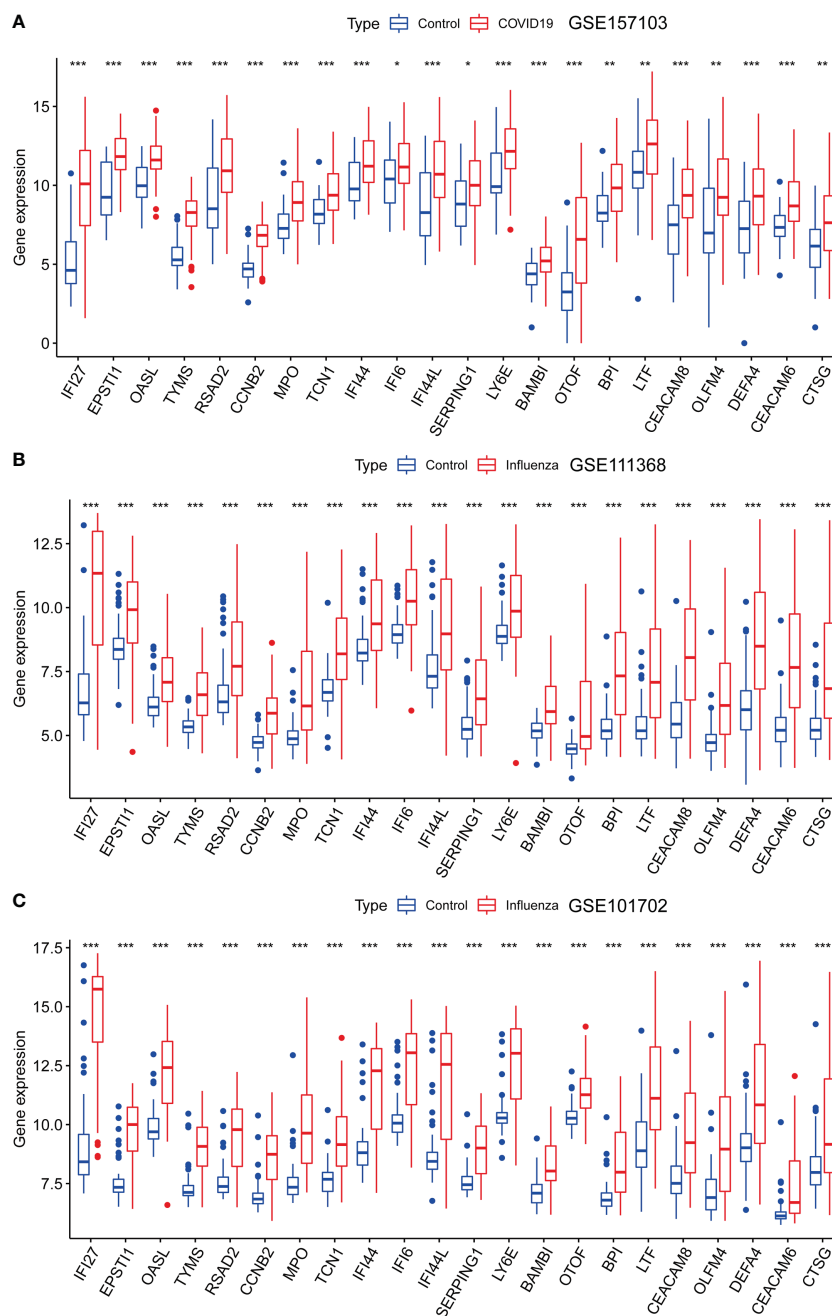 A
Type Control COVID19 GSE157103
*** *** *** *** *** *** *** *** *** * *** * *** *** *** ** ** *** ** *** *** **
Gene expression
15
10
5
0
IFI27 EPSTI1 OASL TYMS RSAD2 CCNB2 MPO TCN1 IFI44 IFI6 IFI44L SERPING1 LY6E BAMBI OTOF BPI LTF CEACAM8 OLFM4 DEFA4 CEACAM6 CTSG
B
Type Control Influenza GSE111368
*** *** *** *** *** *** *** *** *** *** *** *** *** *** *** *** *** *** *** *** *** ***
Gene expression
12.5
10.0
7.5
5.0
IFI27 EPSTI1 OASL TYMS RSAD2 CCNB2 MPO TCN1 IFI44 IFI6 IFI44L SERPING1 LY6E BAMBI OTOF BPI LTF CEACAM8 OLFM4 DEFA4 CEACAM6 CTSG
C
Type Control Influenza GSE101702
*** *** *** *** *** *** *** *** *** *** *** *** *** *** *** *** *** *** *** *** *** ***
Gene expression
17.5
15.0
12.5
10.0
7.5
IFI27 EPSTI1 OASL TYMS RSAD2 CCNB2 MPO TCN1 IFI44 IFI6 IFI44L SERPING1 LY6E BAMBI OTOF BPI LTF CEACAM8 OLFM4 DEFA4 CEACAM6 CTSG